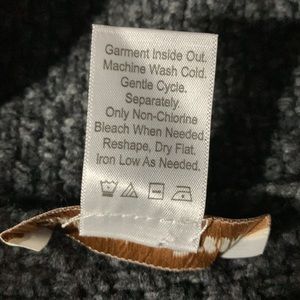 Garment Inside Out.
Machine Wash Cold.
Gentle Cycle.
Separately.
Only Non-Chlorine
Bleach When Needed.
Reshape, Dry Flat.
Iron Low As Needed.